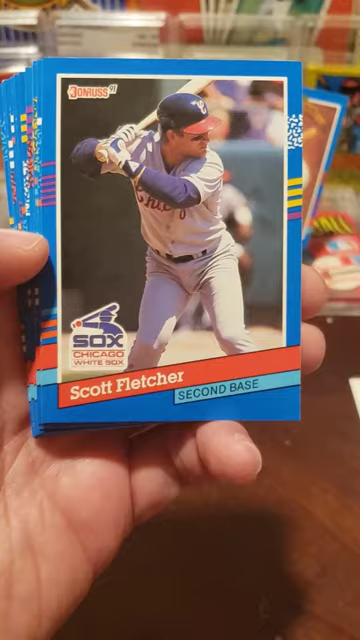 DONRUSS '91
SOX
CHICAGO
WHITE SOX
Scott Fletcher
SECOND BASE